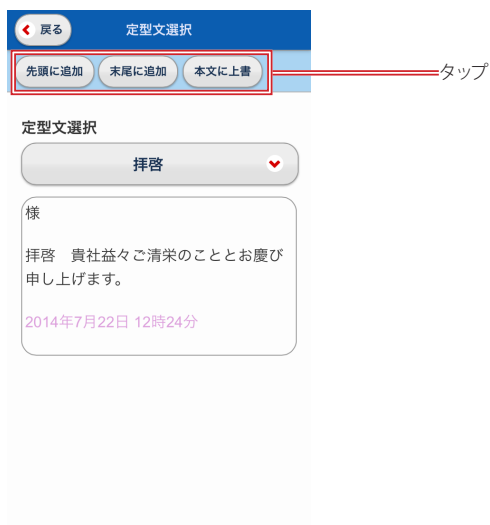 戻る 定型文選択
先頭に追加 末尾に追加 本文に上書 タップ
定型文選択
拝啓
様
拝啓　貴社益々ご清栄のこととお慶び
申し上げます。
2014年7月22日 12時24分